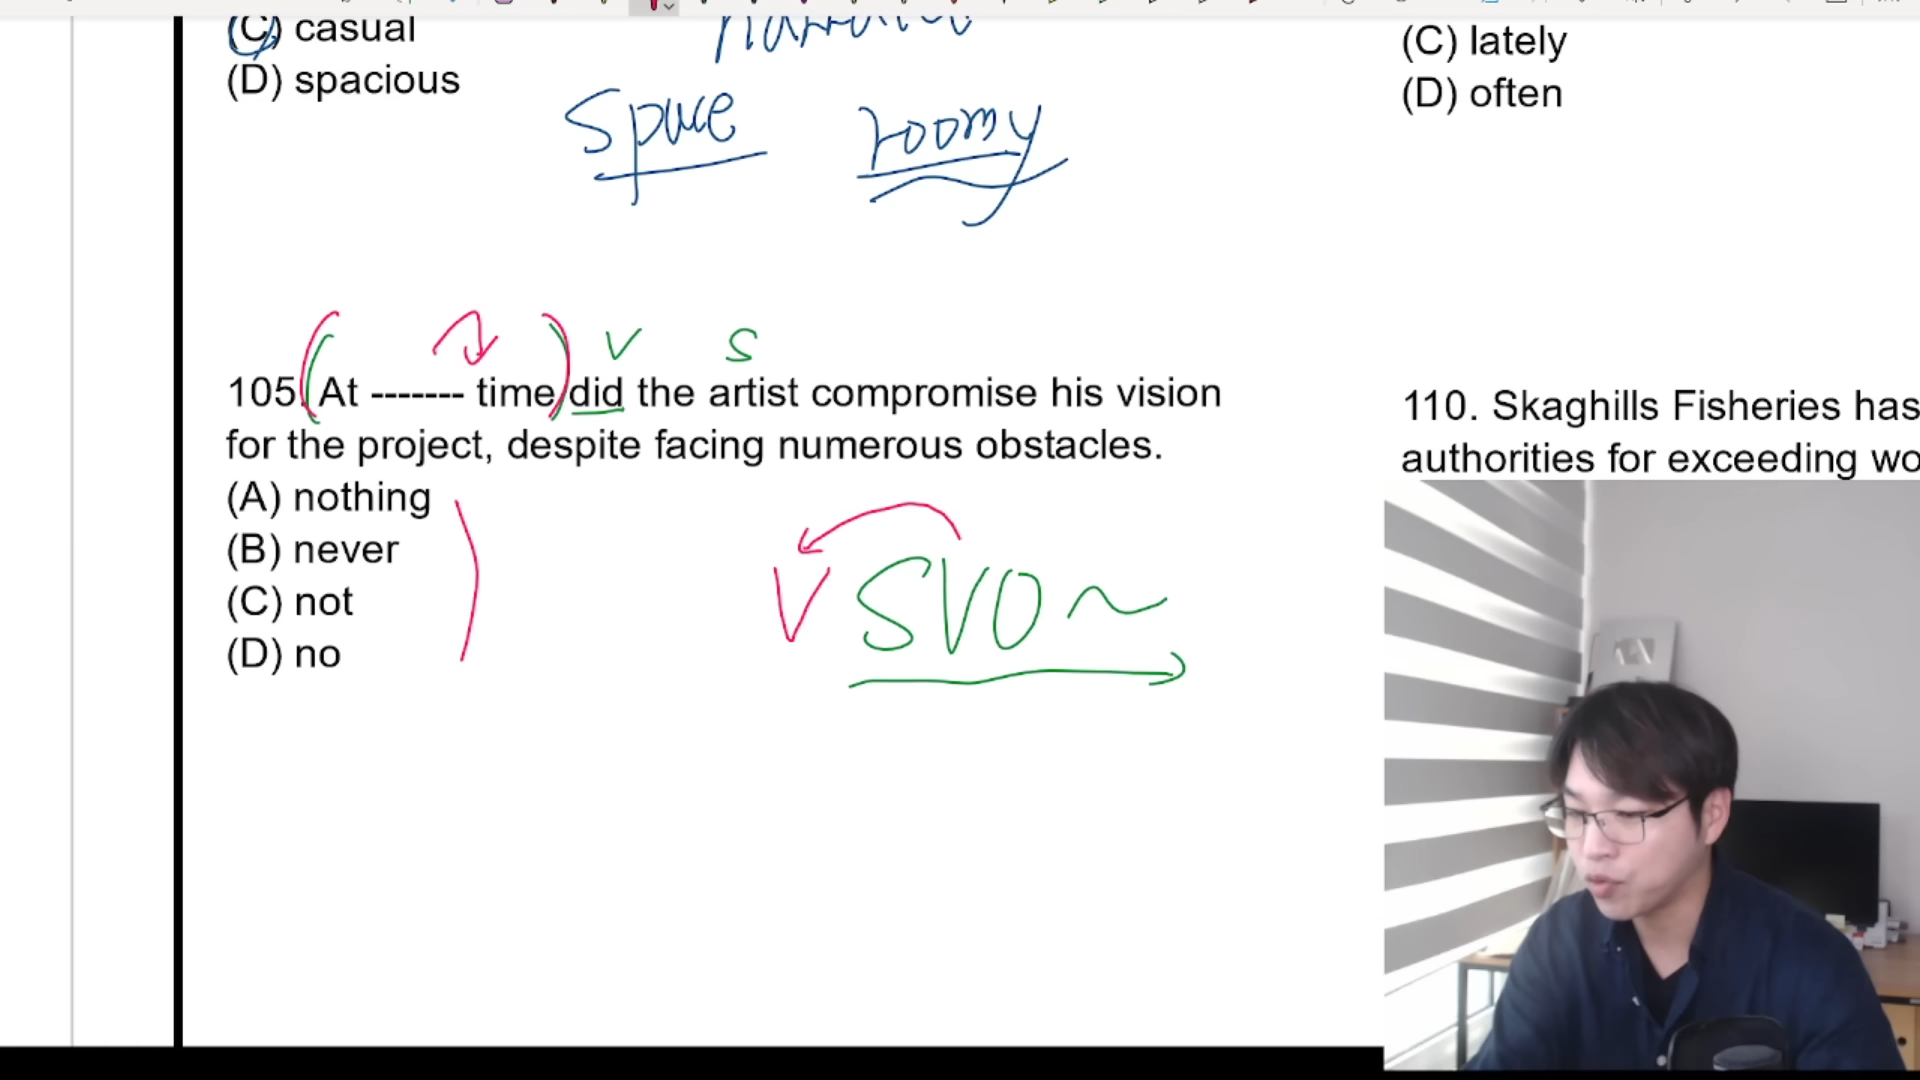 (C) casual
(D) spacious
space roomy
V S
105. At ------- time did the artist compromise his vision
for the project, despite facing numerous obstacles.
(A) nothing
(B) never
(C) not
(D) no
V SVO ~
(C) lately
(D) often
110. Skaghills Fisheries has
authorities for exceeding wo